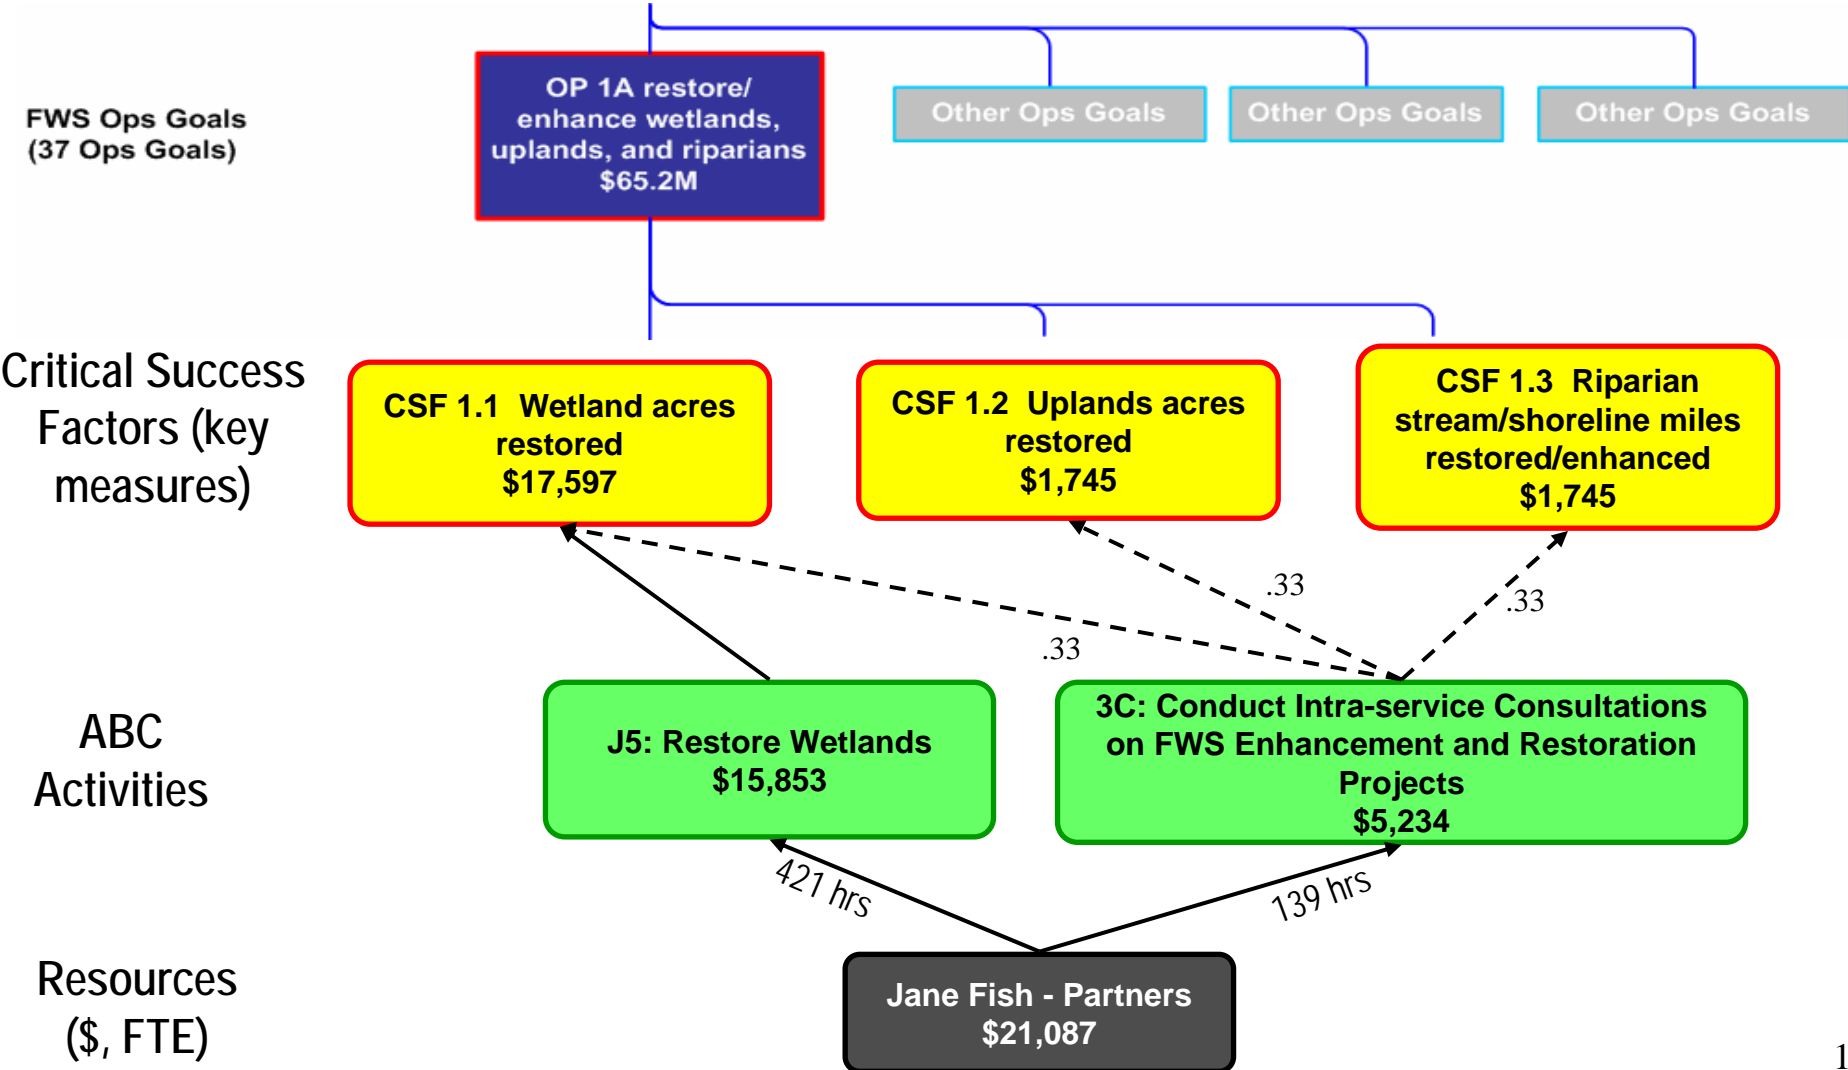 FWS Ops Goals
(37 Ops Goals)
OP 1A restore/
enhance wetlands,
uplands, and riparians
$65.2M
Other Ops Goals
Other Ops Goals
Other Ops Goals
Critical Success
Factors (key
measures)
CSF 1.1 Wetland acres
restored
$17,597
CSF 1.2 Uplands acres
restored
$1,745
CSF 1.3 Riparian
stream/shoreline miles
restored/enhanced
$1,745
.33
.33
.33
ABC
Activities
J5: Restore Wetlands
$15,853
3C: Conduct Intra-service Consultations
on FWS Enhancement and Restoration
Projects
$5,234
421 hrs
139 hrs
Resources
($, FTE)
Jane Fish - Partners
$21,087
1